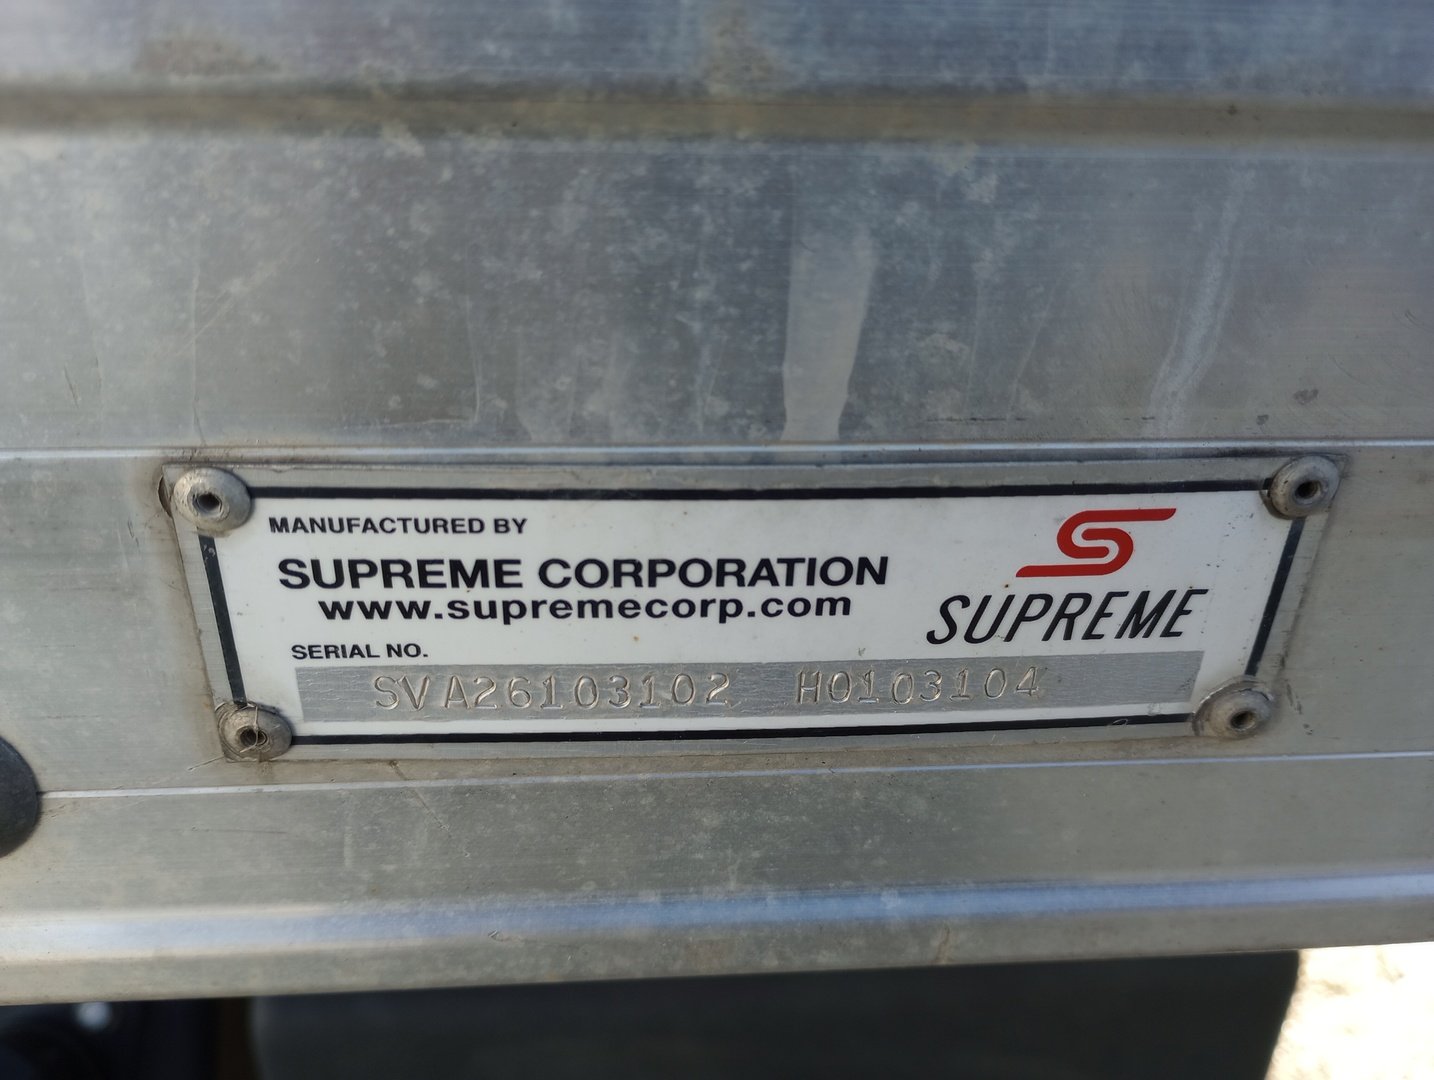 MANUFACTURED BY
SUPREME CORPORATION
www.supremecorp.com
SUPREME
SERIAL NO.
SVA26103102 H0103104